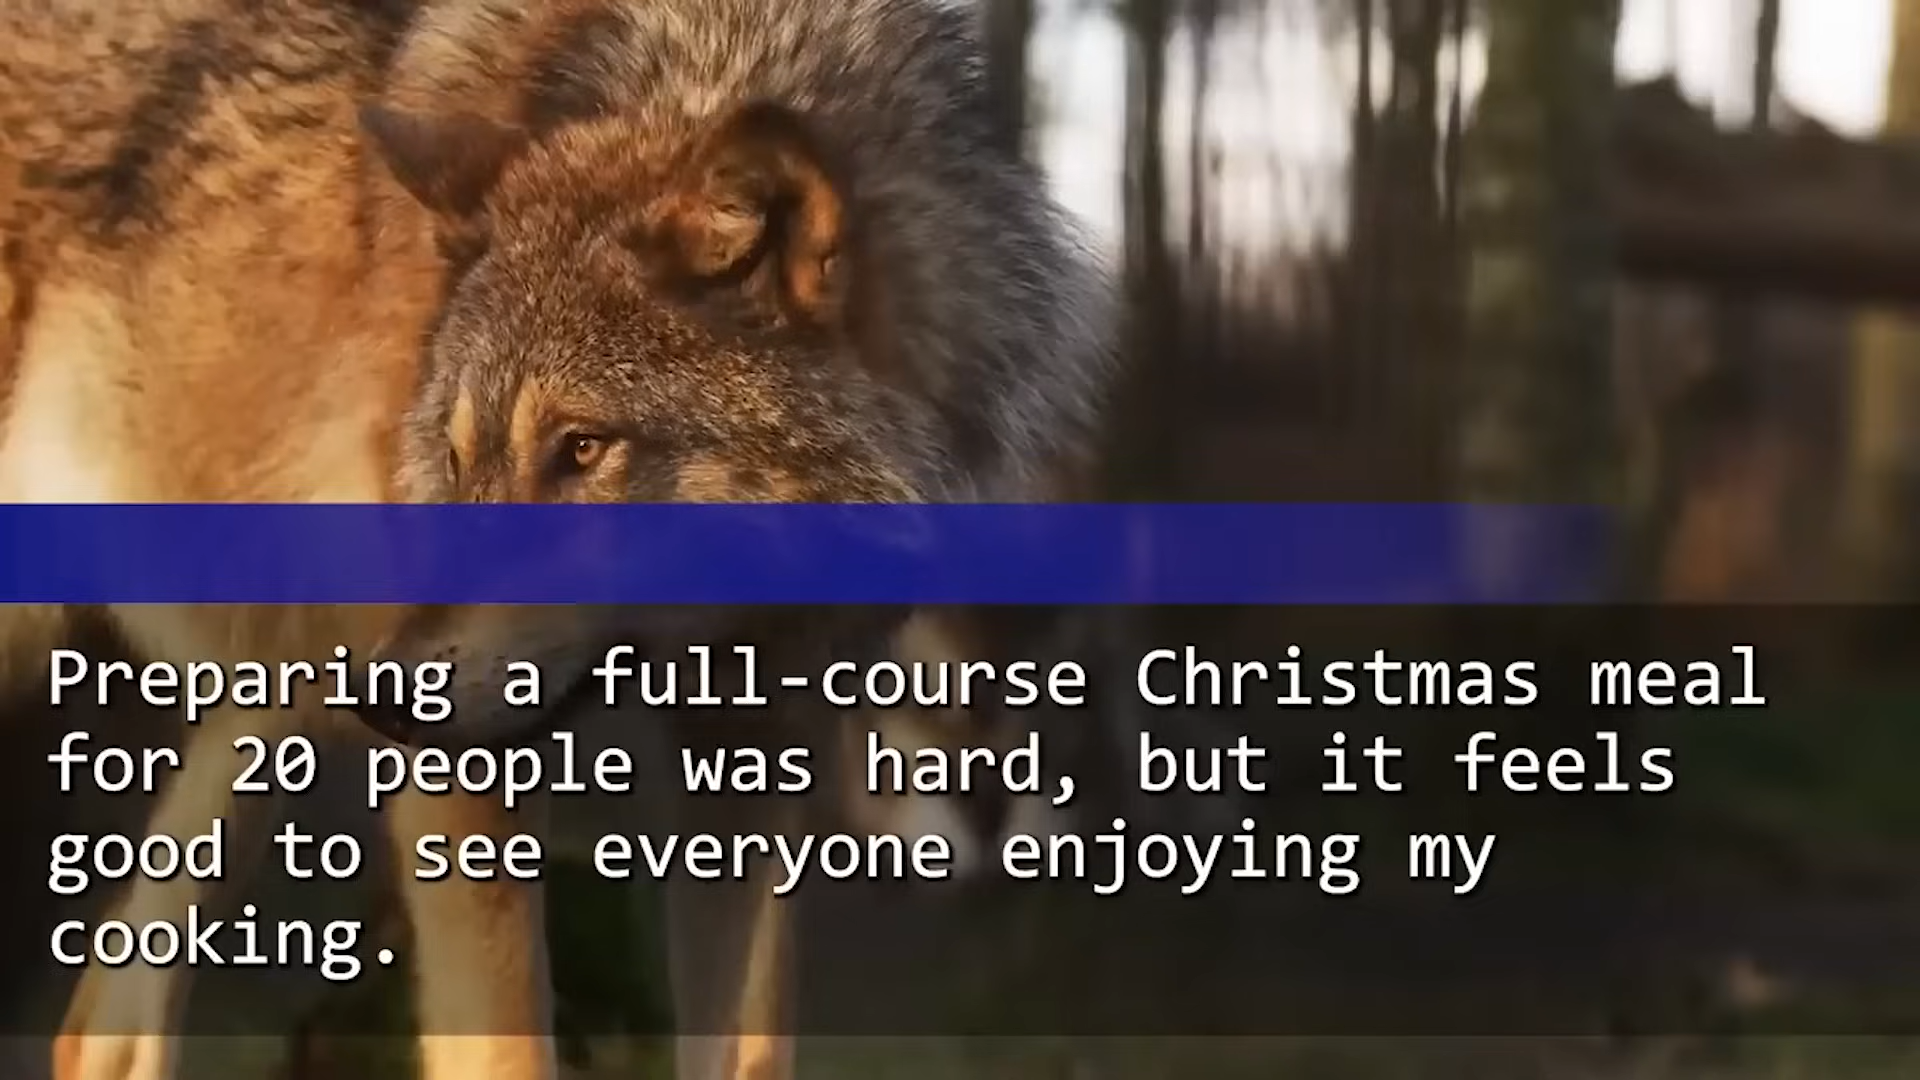 Preparing a full-course Christmas meal
for 20 people was hard, but it feels
good to see everyone enjoying my
cooking.